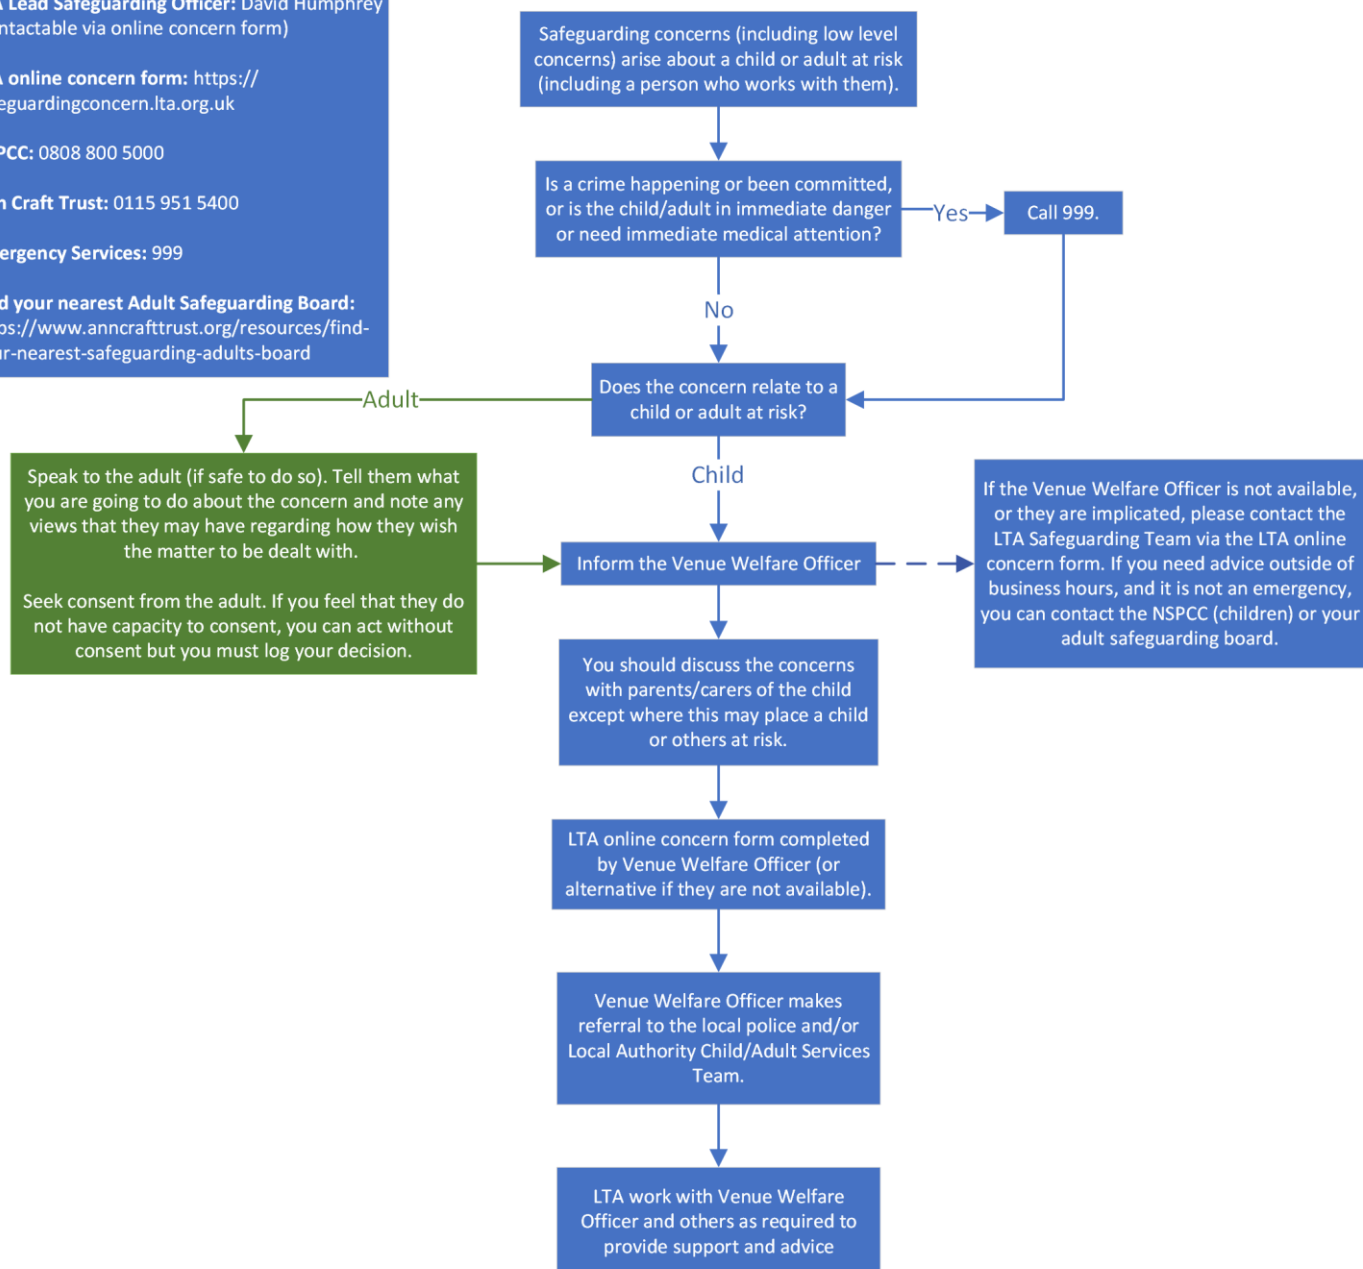 Lead Safeguarding Officer: David Humphrey
ntactable via online concern form)
online concern form: https://
eguardingconcern.lta.org.uk
PCC: 0808 800 5000
n Craft Trust: 0115 951 5400
ergency Services: 999
d your nearest Adult Safeguarding Board:
ps://www.anncrafttrust.org/resources/find-
ur-nearest-safeguarding-adults-board
Safeguarding concerns (including low level
concerns) arise about a child or adult at risk
(including a person who works with them).
Is a crime happening or been committed,
or is the child/adult in immediate danger
or need immediate medical attention?
Yes
Call 999.
No
Does the concern relate to a
child or adult at risk?
Adult
Child
Speak to the adult (if safe to do so). Tell them what
you are going to do about the concern and note any
views that they may have regarding how they wish
the matter to be dealt with.
Seek consent from the adult. If you feel that they do
not have capacity to consent, you can act without
consent but you must log your decision.
Inform the Venue Welfare Officer
If the Venue Welfare Officer is not available,
or they are implicated, please contact the
LTA Safeguarding Team via the LTA online
concern form. If you need advice outside of
business hours, and it is not an emergency,
you can contact the NSPCC (children) or your
adult safeguarding board.
You should discuss the concerns
with parents/carers of the child
except where this may place a child
or others at risk.
LTA online concern form completed
by Venue Welfare Officer (or
alternative if they are not available).
Venue Welfare Officer makes
referral to the local police and/or
Local Authority Child/Adult Services
Team.
LTA work with Venue Welfare
Officer and others as required to
provide support and advice